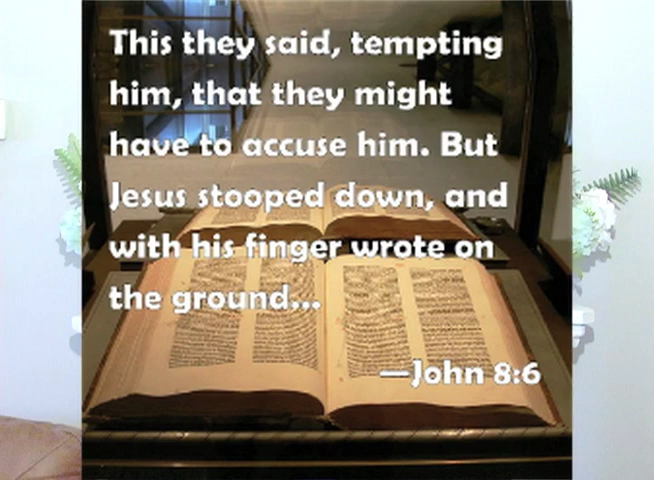 This they said, tempting
him, that they might
have to accuse him. But
Jesus stooped down, and
with his finger wrote on
the ground...
—John 8:6